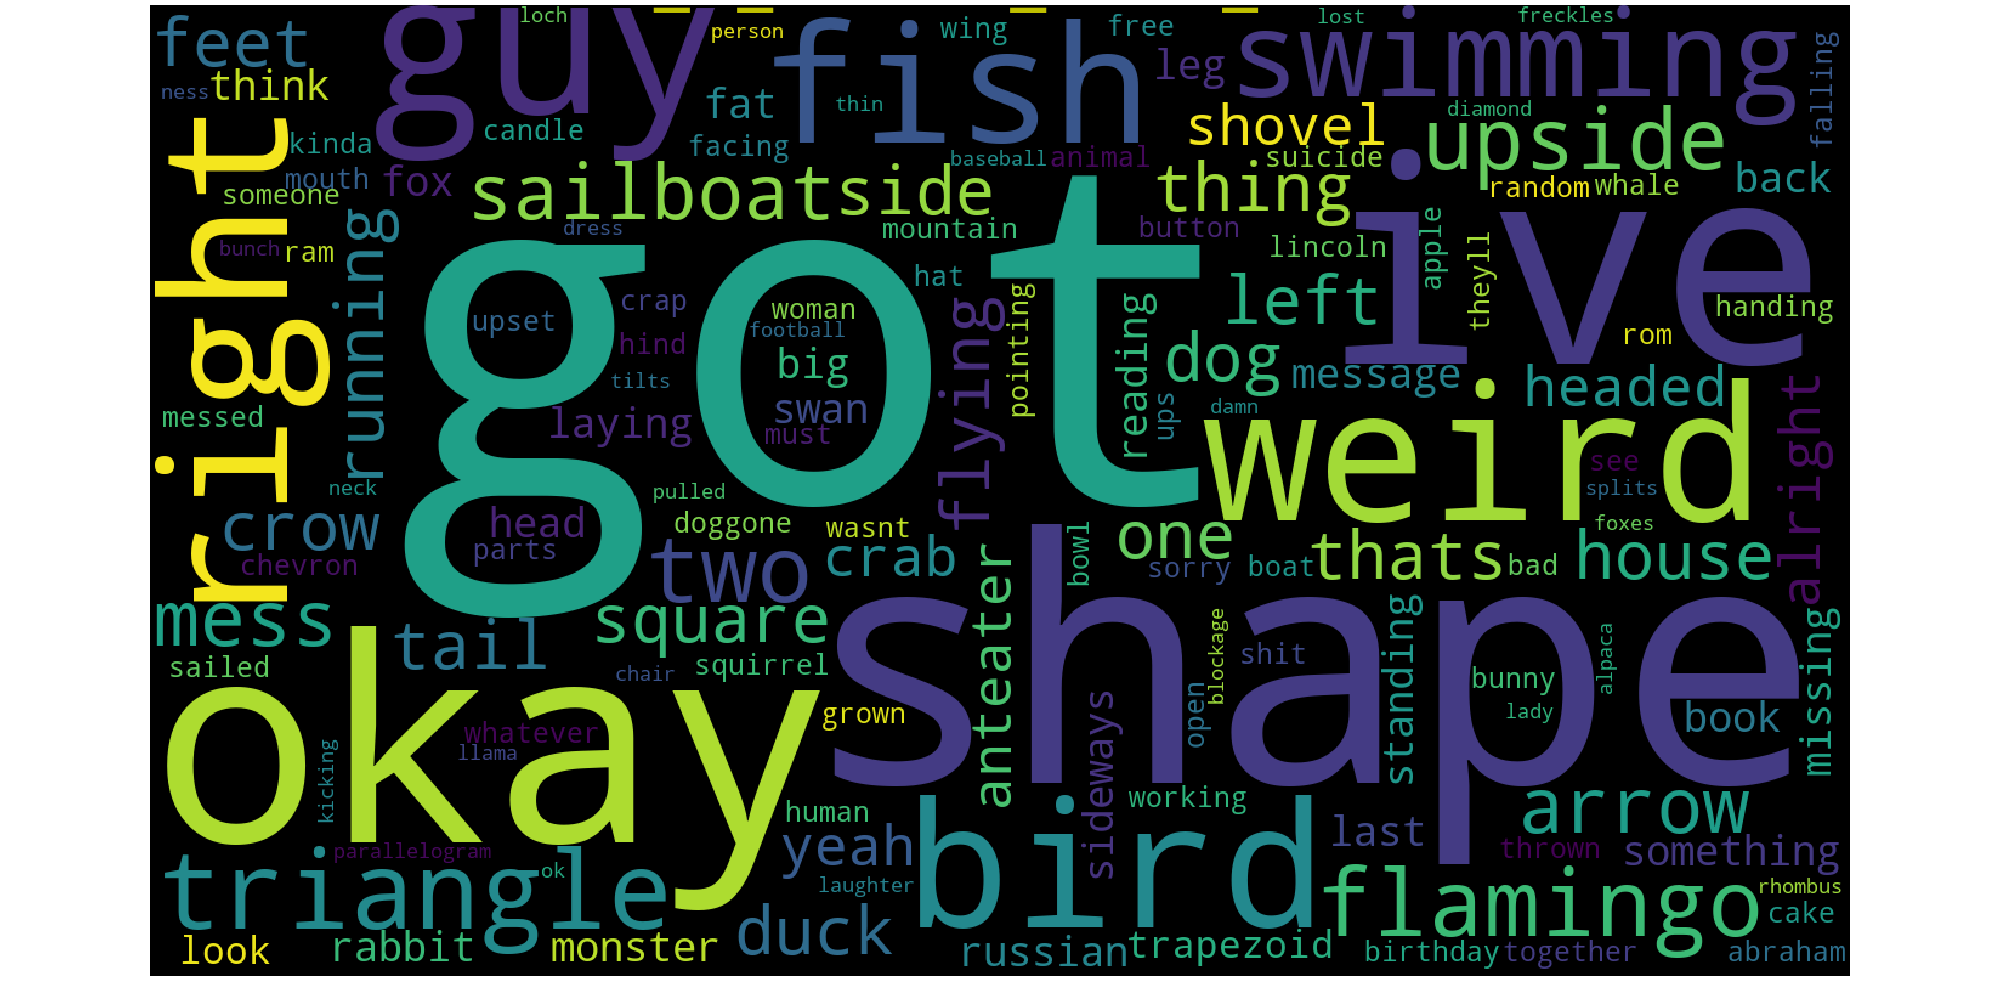 loch
person
wing
free
lost
freckles
feet
guy
fish
swimming
leg
ness
think
fat
thin
falling
diamond
shovel
upside
right
kinda
candle
facing
baseball
animal
suicide
mouth
fox
sailboat
side
thing
random
whale
back
someone
running
dress
mountain
button
apple
bunch
ram
hat
lincoln
theyll
ive
got
upset
crap
woman
football
flying
pointing
reading
left
handing
rom
hind
big
dog
tilts
message
headed
messed
laying
swan
must
ups
damn
weird
alright
see
neck
pulled
splits
crow
head
doggone
wasnt
one
foxes
parts
bowl
chevron
two
crab
sorry
boat
thats
bad
house
mess
tail
square
anteater
shape
blockage
shit
standing
alpaca
missing
sailed
chair
squirrel
bunny
okay
whatever
llama
grown
sideways
open
lady
book
kicking
human
working
arrow
parallelogram
yeah
bird
last
thrown
something
triangle
ok
laughter
flamingo
rhombus
cake
look
rabbit
monster
duck
russian
trapezoid
birthday
together
abraham